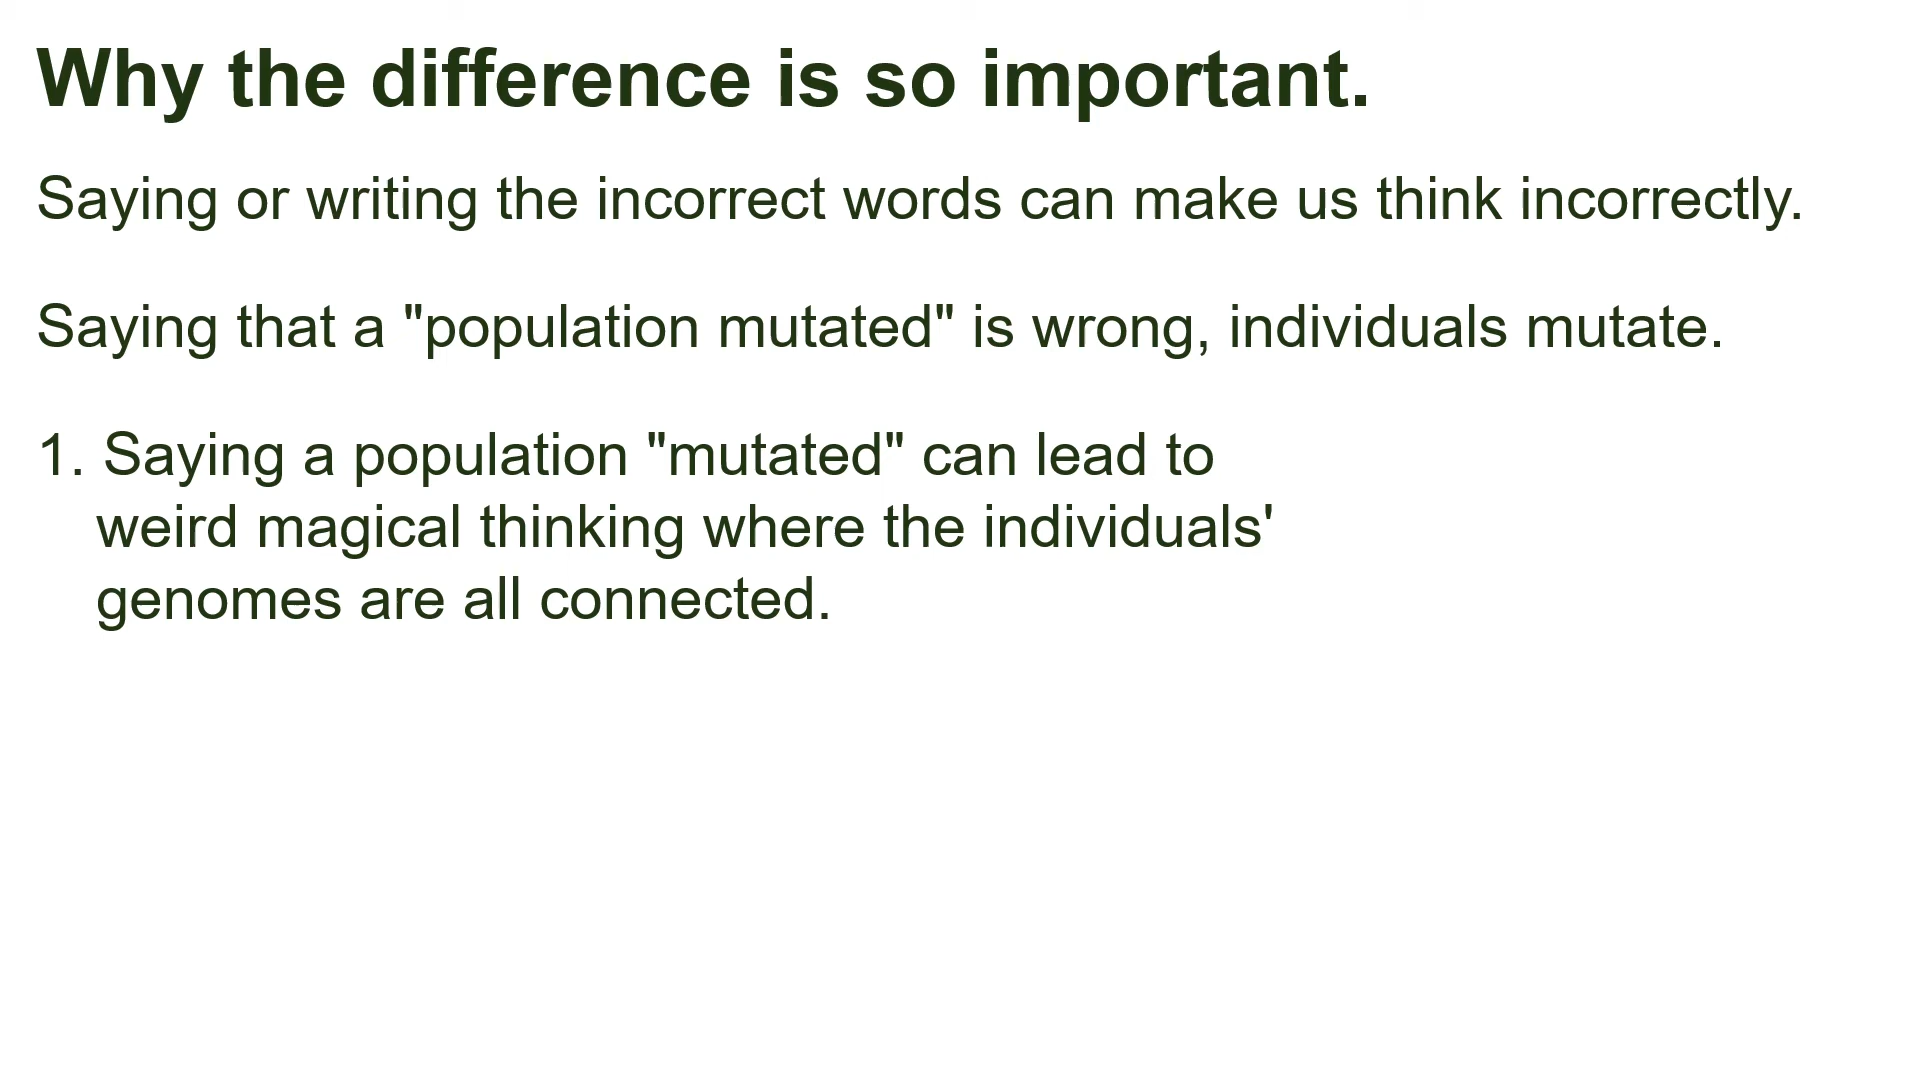 Why the difference is so important.
Saying or writing the incorrect words can make us think incorrectly.
Saying that a "population mutated" is wrong, individuals mutate.
1. Saying a population "mutated" can lead to
weird magical thinking where the individuals'
genomes are all connected.